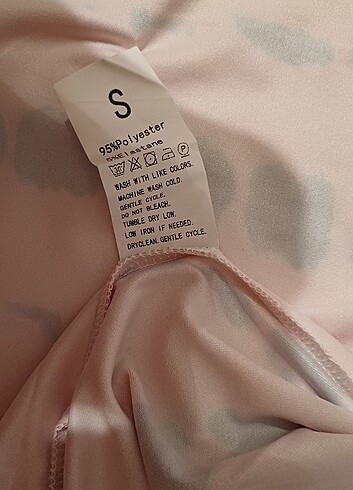 S
95%Polyester
5%Elastane
WASH WITH LIKE COLORS.
MACHINE WASH COLD.
GENTLE CYCLE.
DO NOT BLEACH.
TUMBLE DRY LOW.
LOW IRON IF NEEDED.
DRYCLEAN.GENTLE CYCLE.